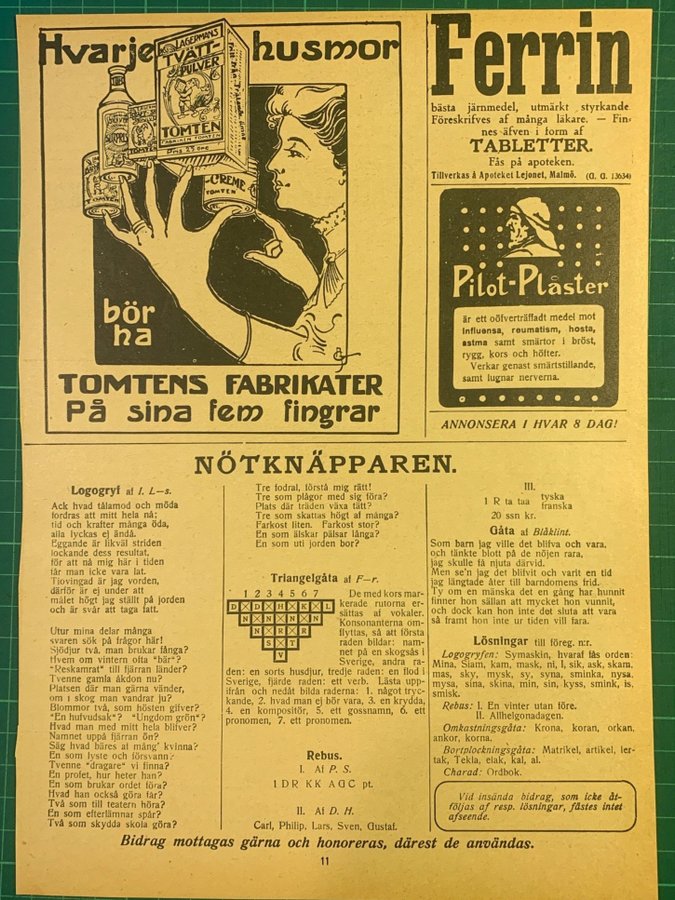 Hvarje husmor
LAGERMANS
TVÄTT-
PULVER
TOMTEN
CREME
TOMTEN
bör
ha
TOMTENS FABRIKATER
På sina fem fingrar
Ferrin
bästa järnmedel, utmärkt styrkande.
Föreskrifves af många läkare. — Fin-
nes äfven i form af
TABLETTER.
Fås på apoteken.
Tillverkas å Apoteket Lejonet, Malmö. (G. G. 13634)
Pilot-Plåster
är ett oöfverträffadt medel mot
influensa, reumatism, hosta,
astma samt smärtor i bröst,
rygg, kors och höfter.
Verkar genast smärtstillande,
samt lugnar nerverna.
ANNONSERA I HVAR 8 DAG!
NÖTKNÄPPAREN.
Logogryf af I. L—s.
Ack hvad tålamod och möda
fordras att mitt hela nå;
tid och krafter många öda,
alla lyckas ej ändå.
Eggande är likväl striden
lockande dess resultat,
för att nå mig här i tiden
får man icke vara lat.
Tiovingad är jag vorden,
därför är ej under att
målet högt jag ställt på jorden
och är svår att taga fatt.
Utur mina delar många
svaren sök på frågor här!
Sjödjur två, man brukar fånga?
Hvem om vintern ofta "bär"?
"Reskamrat" till fjärran länder?
Tvenne gamla åkdon nu?
Platsen där man gärna vänder,
om i skog man vandrar ju?
Blommor två, som hösten gifver?
"En hufvudsak"? "Ungdom grön"?
Hvad man med mitt hela blifver?
Namnet uppå fjärran ön?
Säg hvad bäres af mång' kvinna?
En som lyste och försvann?
Tvenne "dragare" vi finna?
En profet, hur heter han?
En som brukar ordet föra?
Hvad han också göra får?
Två som till teatern höra?
En som efterlämnar spår?
Två som skydda skola göra?
Tre fodral, förstå mig rätt!
Tre som plågor med sig föra?
Plats där träden växa tätt?
Tre som skattas högt af många?
Farkost liten. Farkost stor?
En som älskar pälsar långa?
En som uti jorden bor?
Triangelgåta af F—r.
1 2 3 4 5 6 7
D D H K L
N N N N
N R R
S T
V
De med kors mar-
kerade rutorna er-
sättas af vokaler.
Konsonanterna om-
flyttas, så att första
raden bildar: nam-
net på en skogsås i
Sverige, andra ra-
den: en sorts husdjur, tredje raden: en flod i
Sverige, fjärde raden: ett verb. Lästa upp-
ifrån och nedåt bilda raderna: 1. något tryc-
kande, 2. hvad man ej bör vara, 3. en krydda,
4. en kompositör, 5. ett gossnamn, 6. ett
pronomen, 7. ett pronomen.
Rebus.
I. Af P. S.
1 DR KK AGC pt.
II. Af D. H.
Carl, Philip, Lars, Sven, Gustaf.
III.
1 R ta taa tyska
franska
20 ssn kr.
Gåta af Blåklint.
Som barn jag ville det blifva och vara,
och tänkte blott på de nöjen rara,
jag skulle få njuta därvid.
Men se'n jag det blifvit och varit en tid
jag längtade åter till barndomens frid.
Ty om en mänska det en gång har hunnit
finner hon sällan att mycket hon vunnit,
och dock kan hon inte det sluta att vara
så framt hon inte ur tiden vill fara.
Lösningar till föreg. n:r.
Logogryfen: Symaskin, hvaraf fås orden:
Mina, Siam, kam, mask, ni, I, sik, ask, skam,
mas, sky, mysk, sy, syna, sminka, nysa,
mysa, sina, skina, min, sin, kyss, smink, is,
smisk.
Rebus: I. En vinter utan före.
II. Allhelgonadagen.
Omkastningsgåta: Krona, koran, orkan,
ankor, korna.
Bortplockningsgåta: Matrikel, artikel, ler-
tak, Tekla, elak, kal, al.
Charad: Ordbok.
Vid insända bidrag, som icke åt-
följas af resp. lösningar, fästes intet
afseende.
Bidrag mottagas gärna och honoreras, därest de användas.
11